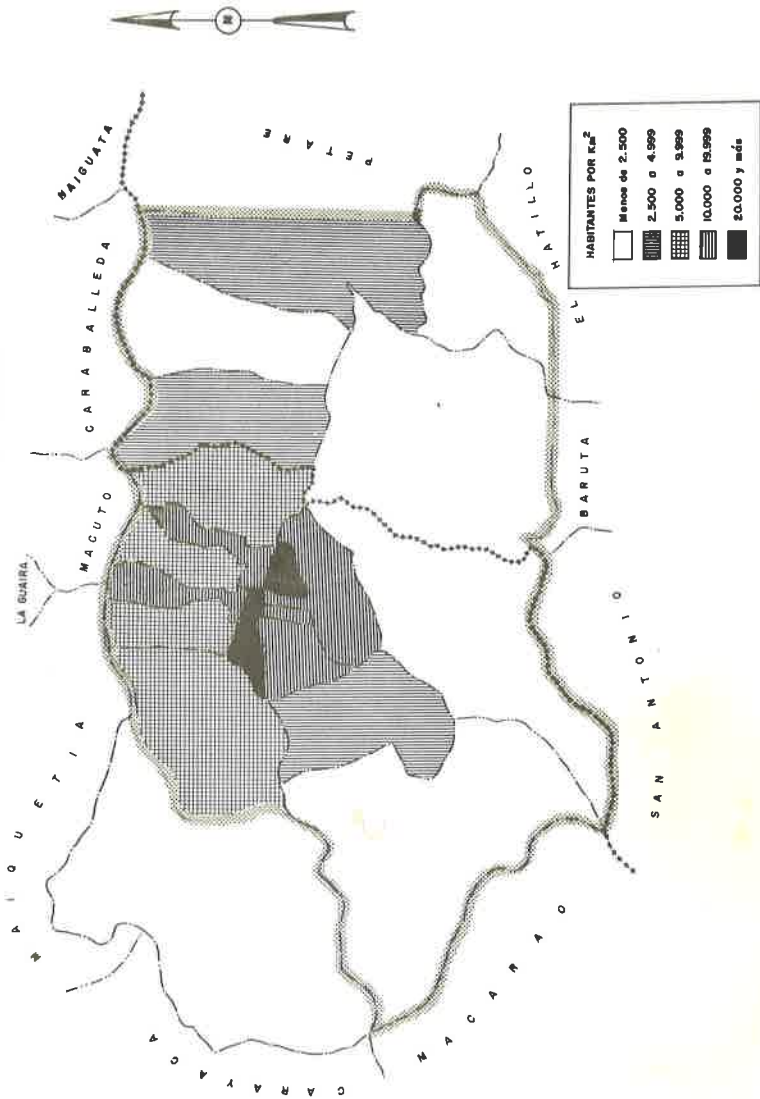 N
MAIGUATA
CARABALLEDA
MACUTO
LA GUAIRA
MAIQUETIA
CARAYACA
MACARAO
SAN ANTONIO
BARUTA
EL HATILLO
PETARE
HABITANTES POR Km²
Menos de 2.500
2.500 a 4.999
5.000 a 9.999
10.000 a 19.999
20.000 y más